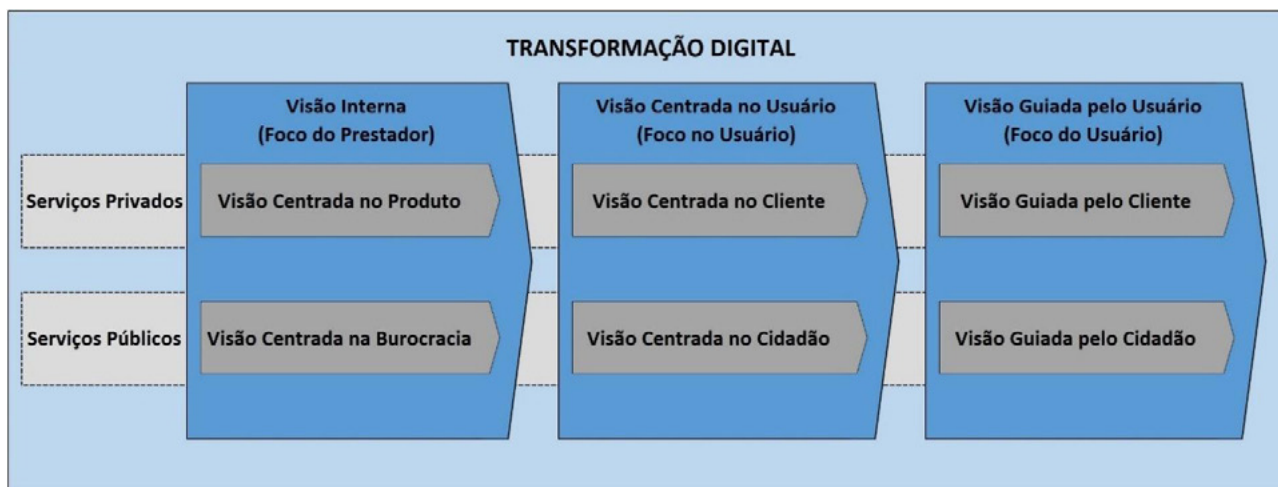 TRANSFORMAÇÃO DIGITAL
Visão Interna
(Foco do Prestador)
Visão Centrada no Usuário
(Foco no Usuário)
Visão Guiada pelo Usuário
(Foco do Usuário)
Serviços Privados
Visão Centrada no Produto
Visão Centrada no Cliente
Visão Guiada pelo Cliente
Serviços Públicos
Visão Centrada na Burocracia
Visão Centrada no Cidadão
Visão Guiada pelo Cidadão